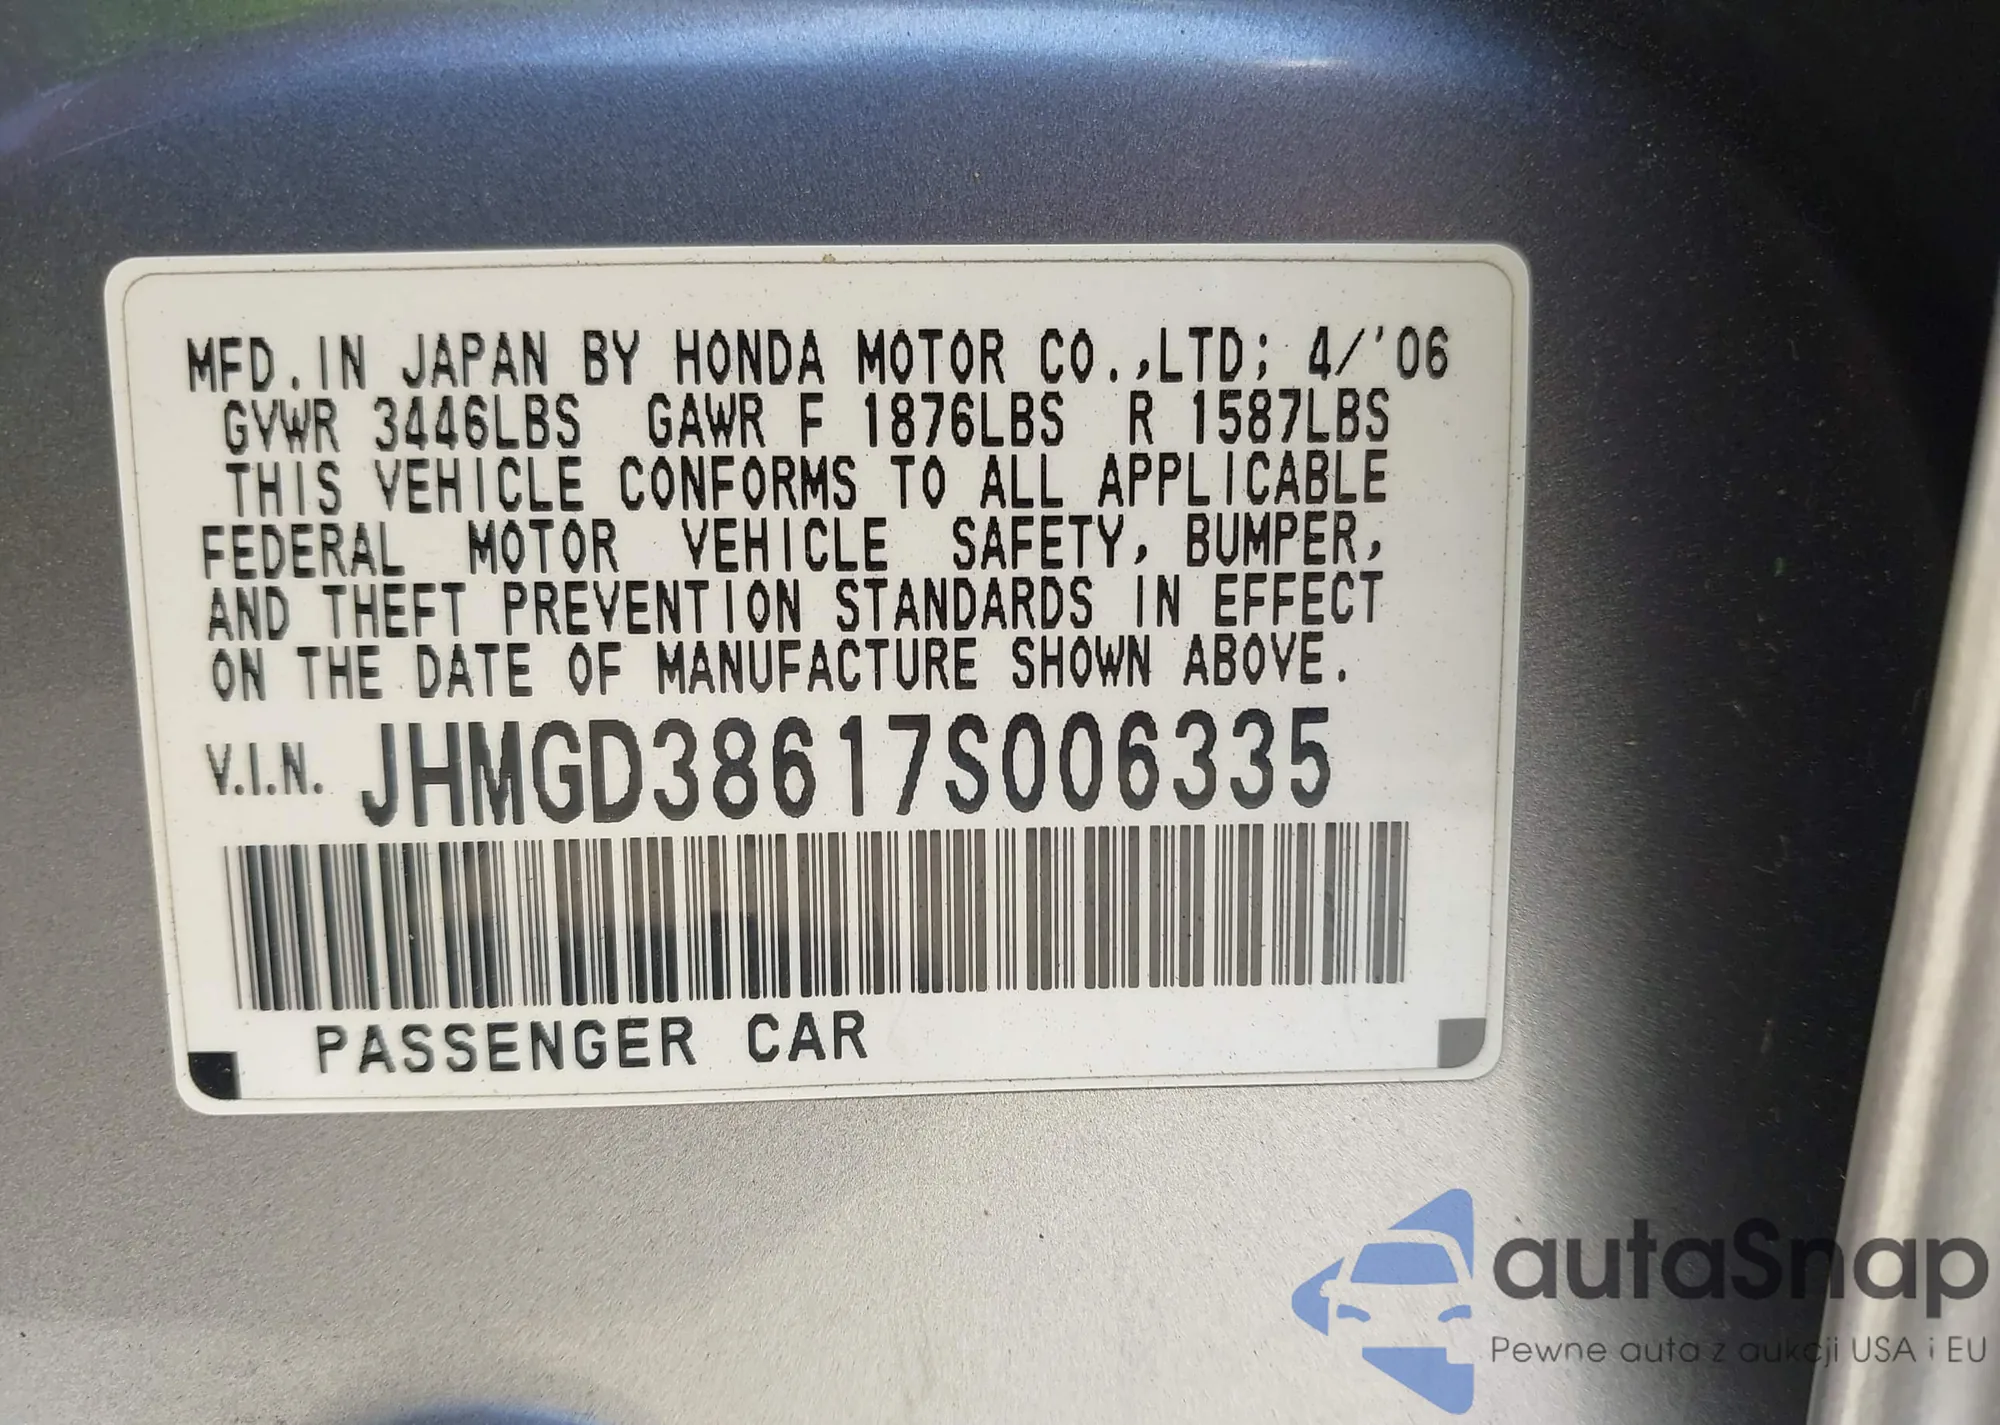 MFD. IN JAPAN BY HONDA MOTOR CO.,LTD; 4/'06
GVWR 3446LBS GAWR F 1876LBS R 1587LBS
THIS VEHICLE CONFORMS TO ALL APPLICABLE
FEDERAL MOTOR VEHICLE SAFETY, BUMPER,
AND THEFT PREVENTION STANDARDS IN EFFECT
ON THE DATE OF MANUFACTURE SHOWN ABOVE.
V.I.N. JHMGD38617S006335
PASSENGER CAR
autaSnap
Pewne auta z aukcji USA i EU